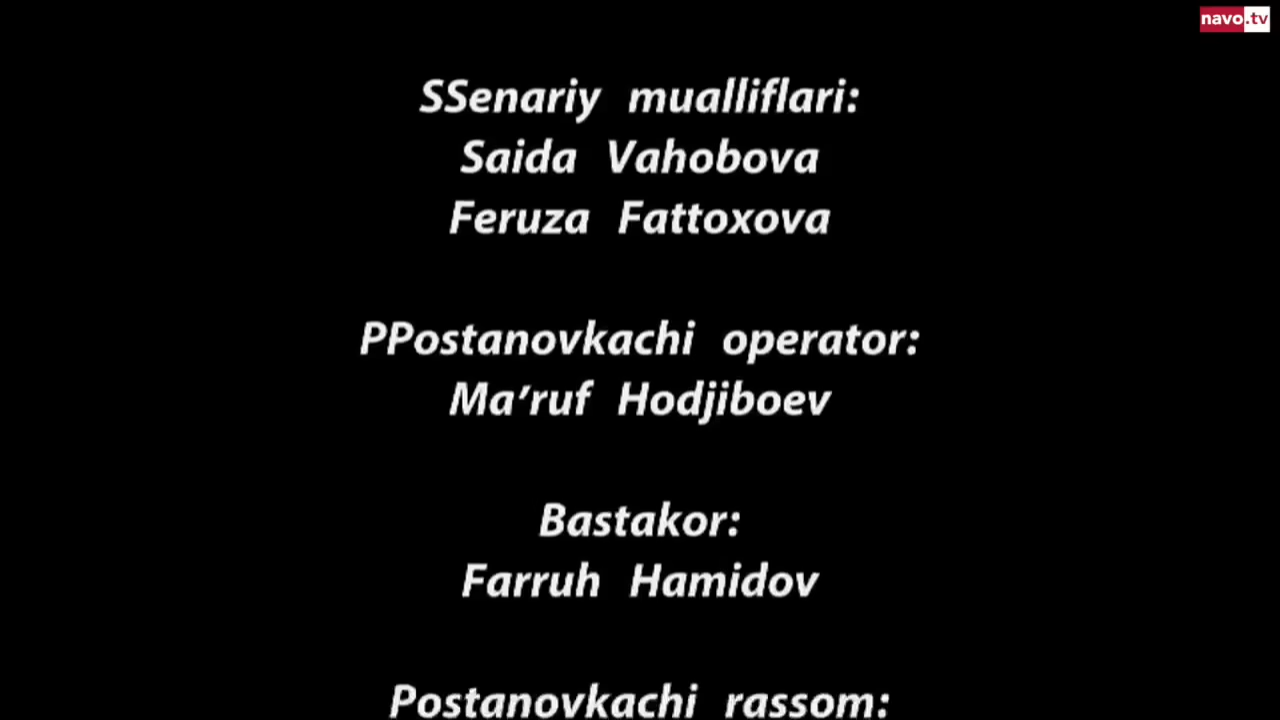 navo.tv
SSenariy mualliflari:
Saida Vahobova
Feruza Fattoxova
PPostanovkachi operator:
Ma’ruf Hodjiboev
Bastakor:
Farruh Hamidov
Postanovkachi rassom: